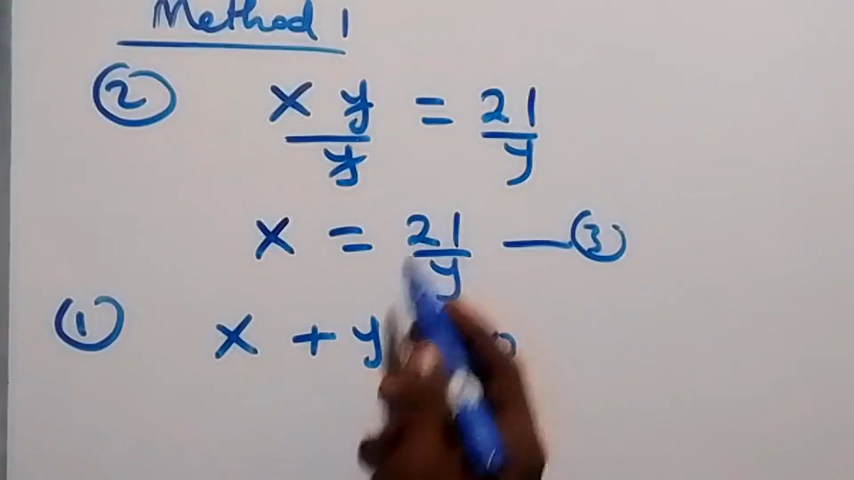 Method 1
② x y / y = 21 / y
x = 21 / y — ③
① x + y